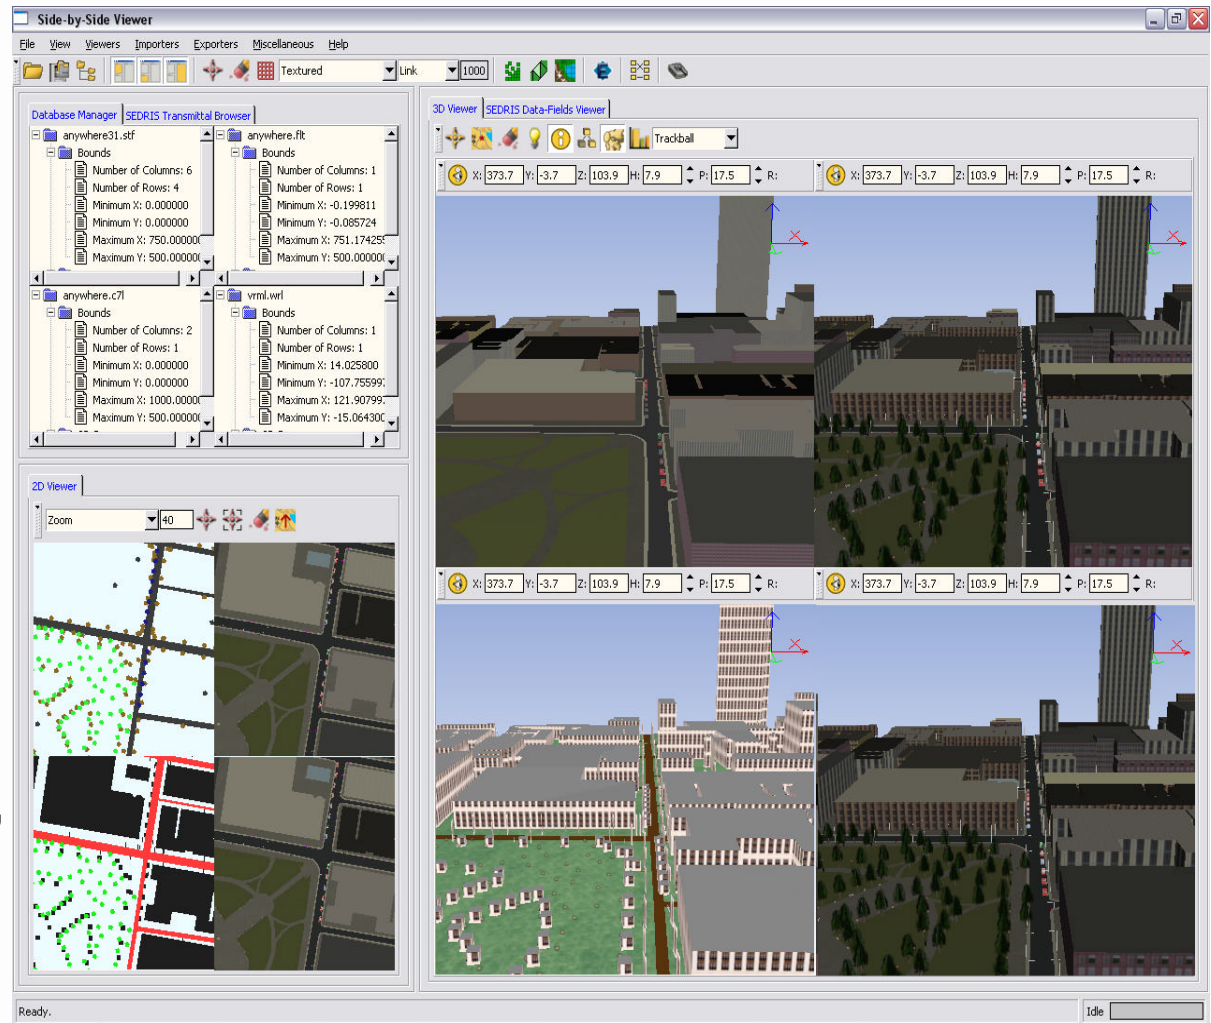 Side-by-Side Viewer
File View Viewers Importers Exporters Miscellaneous Help
Textured Link 1000
Database Manager SEDRIS Transmittal Browser
anywhere31.stf
Bounds
Number of Columns: 6
Number of Rows: 4
Minimum X: 0.000000
Minimum Y: 0.000000
Maximum X: 750.00000
Maximum Y: 500.00000
anywhere.flt
Bounds
Number of Columns: 1
Number of Rows: 1
Minimum X: -0.199811
Minimum Y: -0.085724
Maximum X: 751.17425
Maximum Y: 500.00000
anywhere.c7l
Bounds
Number of Columns: 2
Number of Rows: 1
Minimum X: 0.000000
Minimum Y: 0.000000
Maximum X: 1000.0000
Maximum Y: 500.00000
vrml.wrl
Bounds
Number of Columns: 1
Number of Rows: 1
Minimum X: 14.025800
Minimum Y: -107.75599
Maximum X: 121.90799
Maximum Y: -15.064300
2D Viewer
Zoom 40
3D Viewer SEDRIS Data-Fields Viewer
Trackball
X: 373.7 Y: -3.7 Z: 103.9 H: 7.9 P: 17.5 R:
X: 373.7 Y: -3.7 Z: 103.9 H: 7.9 P: 17.5 R:
X
X
X: 373.7 Y: -3.7 Z: 103.9 H: 7.9 P: 17.5 R:
X: 373.7 Y: -3.7 Z: 103.9 H: 7.9 P: 17.5 R:
X
X
Ready.
Idle